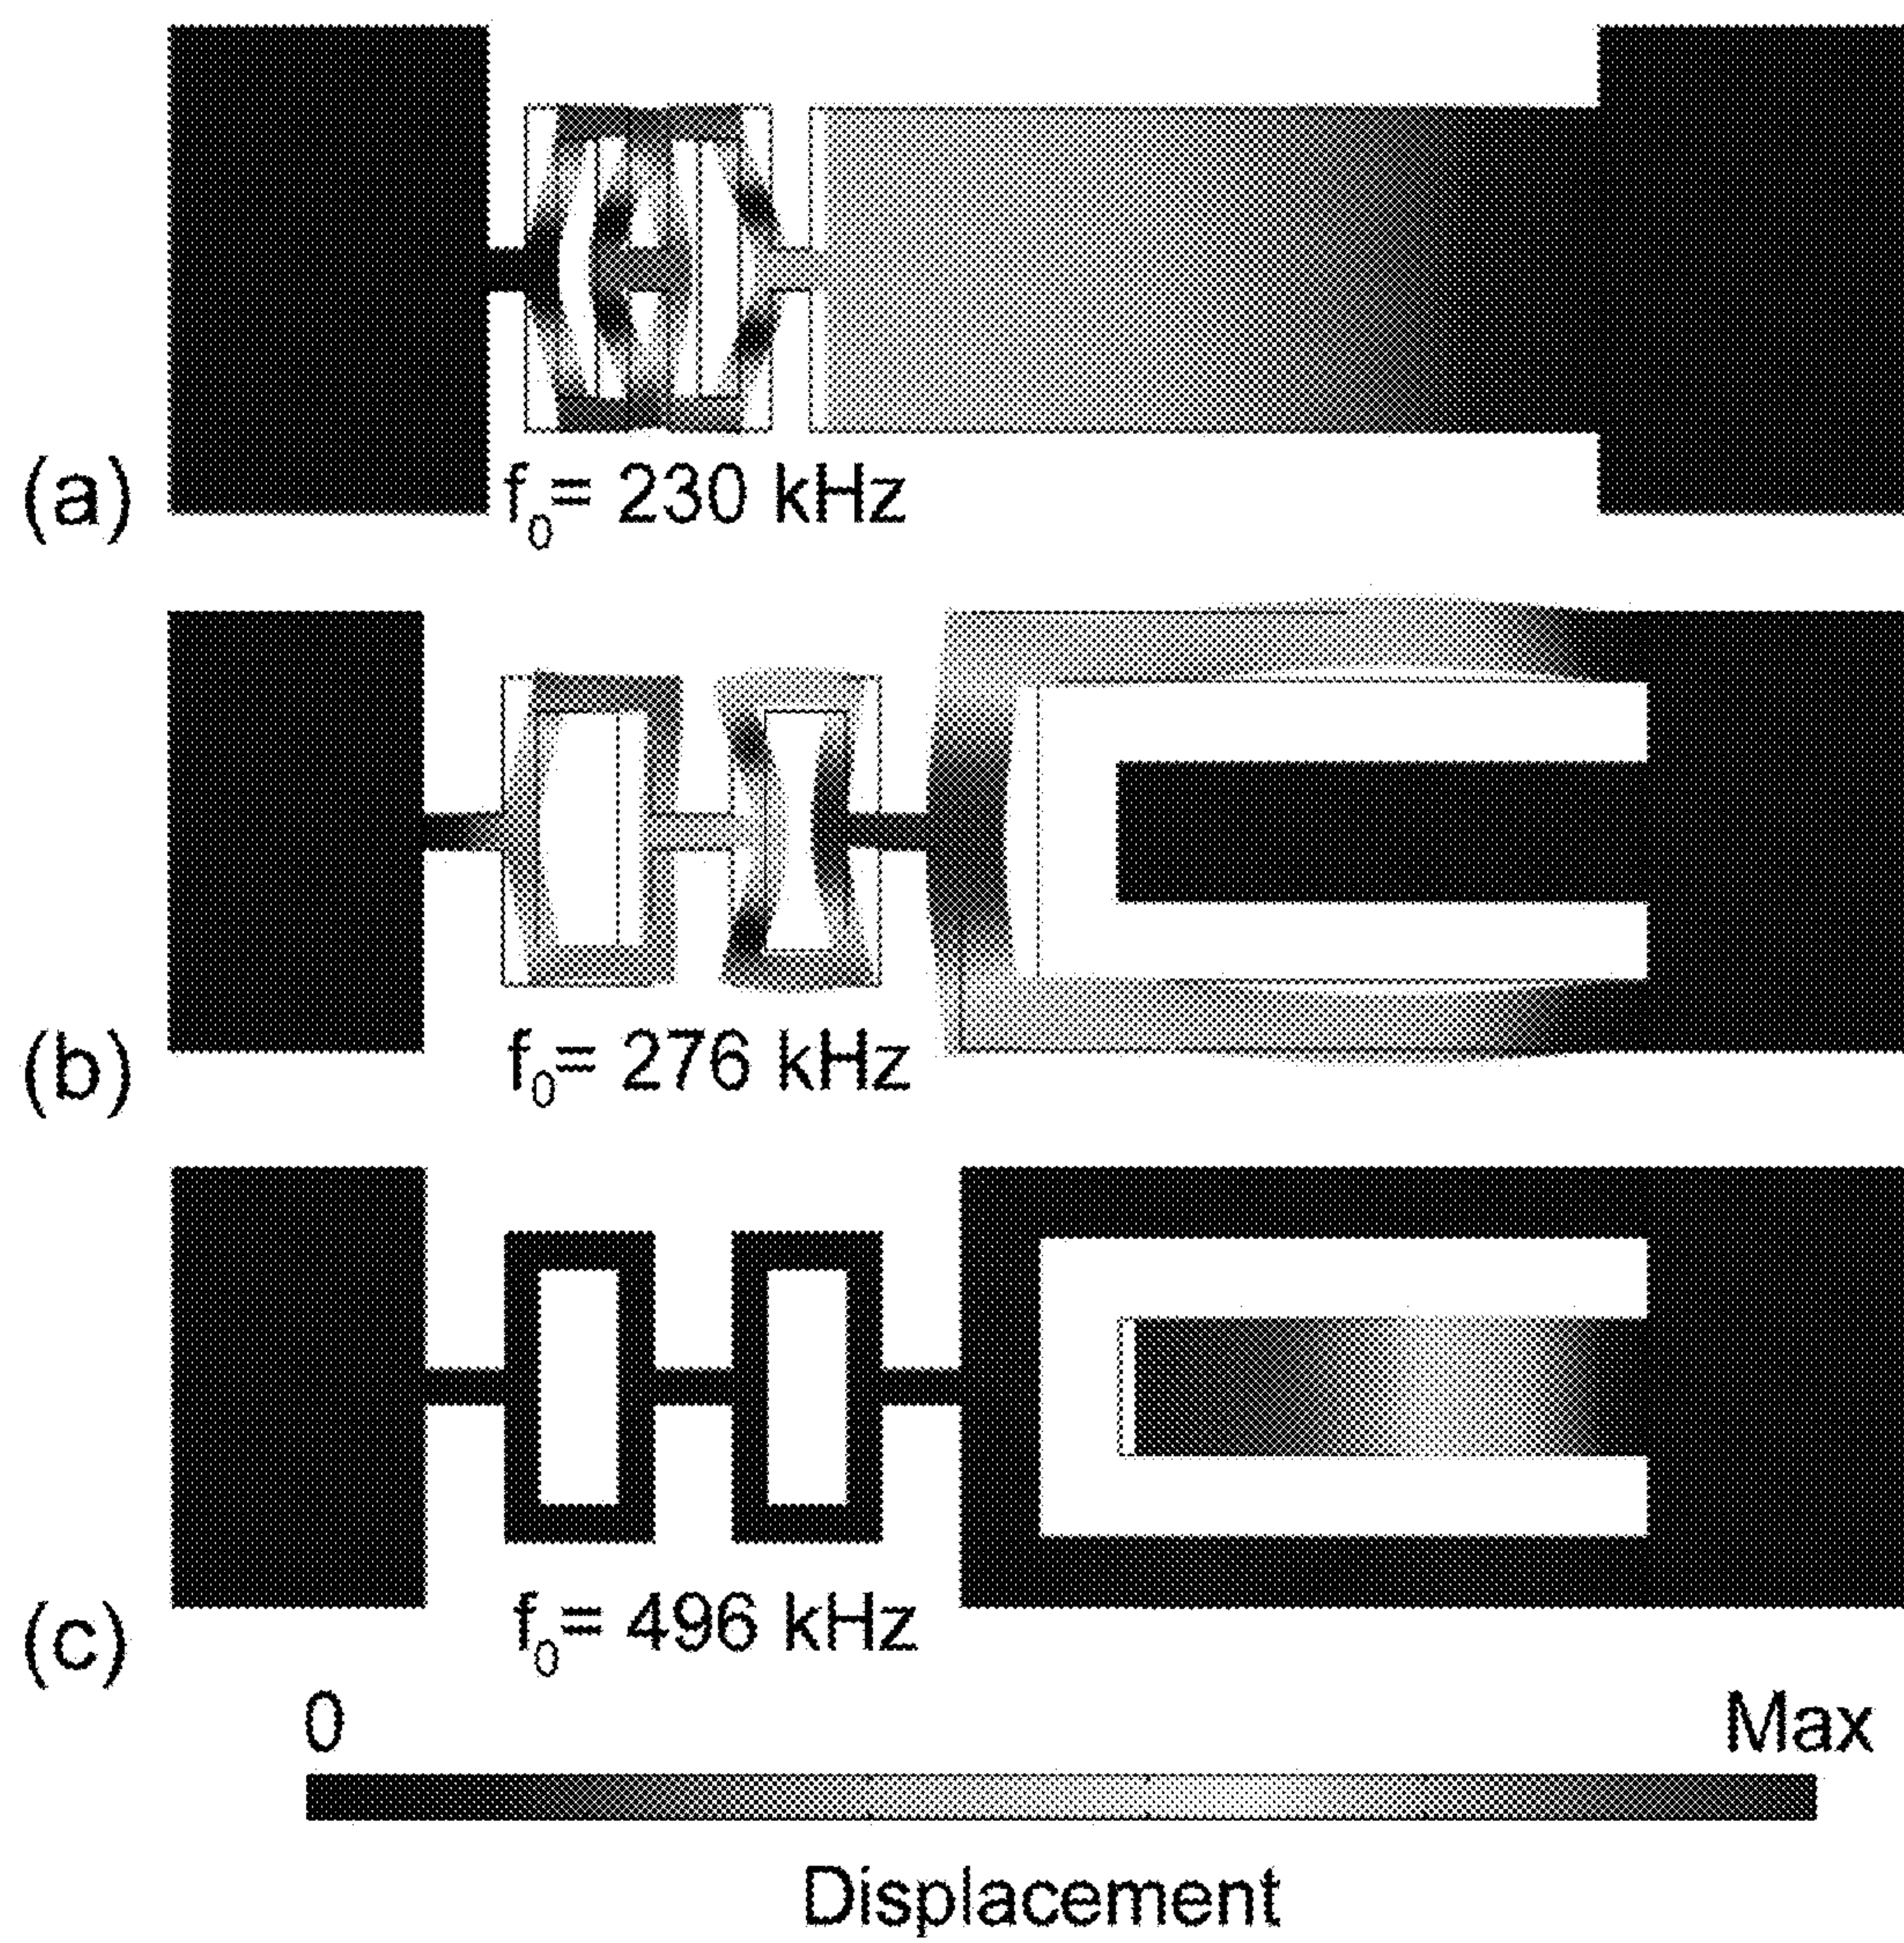 (a)
f₀= 230 kHz
(b)
f₀= 276 kHz
(c)
f₀= 496 kHz
0 Max
Displacement